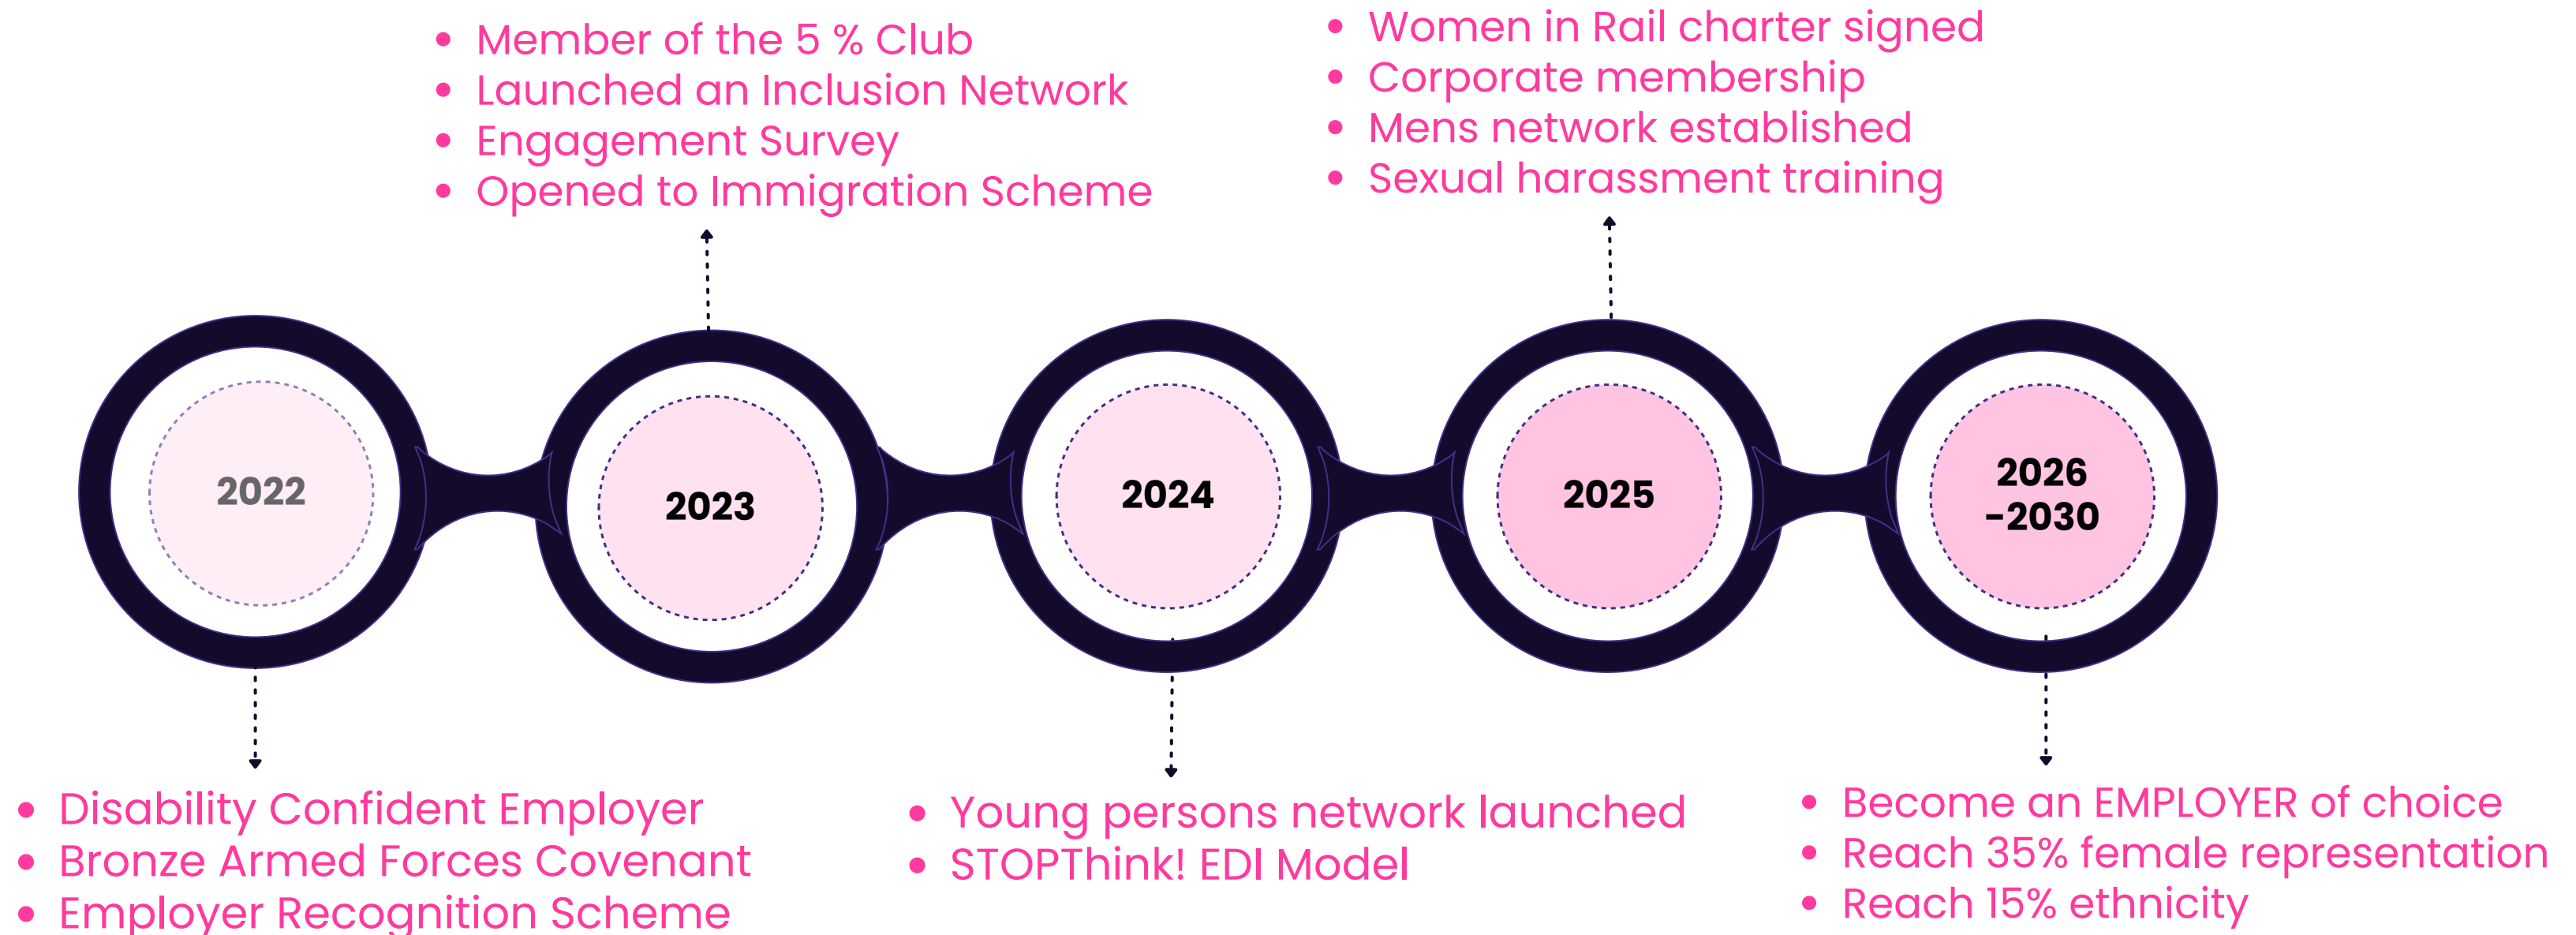 • Member of the 5 % Club
• Launched an Inclusion Network
• Engagement Survey
• Opened to Immigration Scheme
• Women in Rail charter signed
• Corporate membership
• Mens network established
• Sexual harassment training
2022
2023
2024
2025
2026
-2030
• Disability Confident Employer
• Bronze Armed Forces Covenant
• Employer Recognition Scheme
• Young persons network launched
• STOPThink! EDI Model
• Become an EMPLOYER of choice
• Reach 35% female representation
• Reach 15% ethnicity